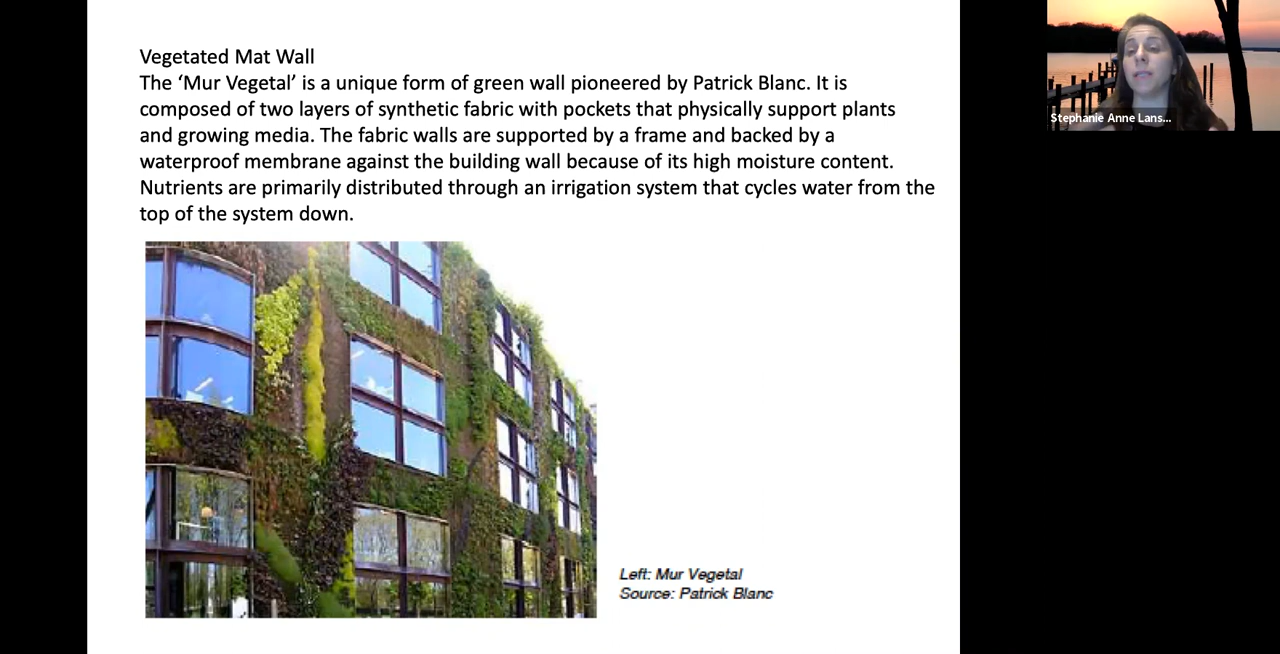 Vegetated Mat Wall
The ‘Mur Vegetal’ is a unique form of green wall pioneered by Patrick Blanc. It is
composed of two layers of synthetic fabric with pockets that physically support plants
and growing media. The fabric walls are supported by a frame and backed by a
waterproof membrane against the building wall because of its high moisture content.
Nutrients are primarily distributed through an irrigation system that cycles water from the
top of the system down.
Left: Mur Vegetal
Source: Patrick Blanc
Stephanie Anne Lans...